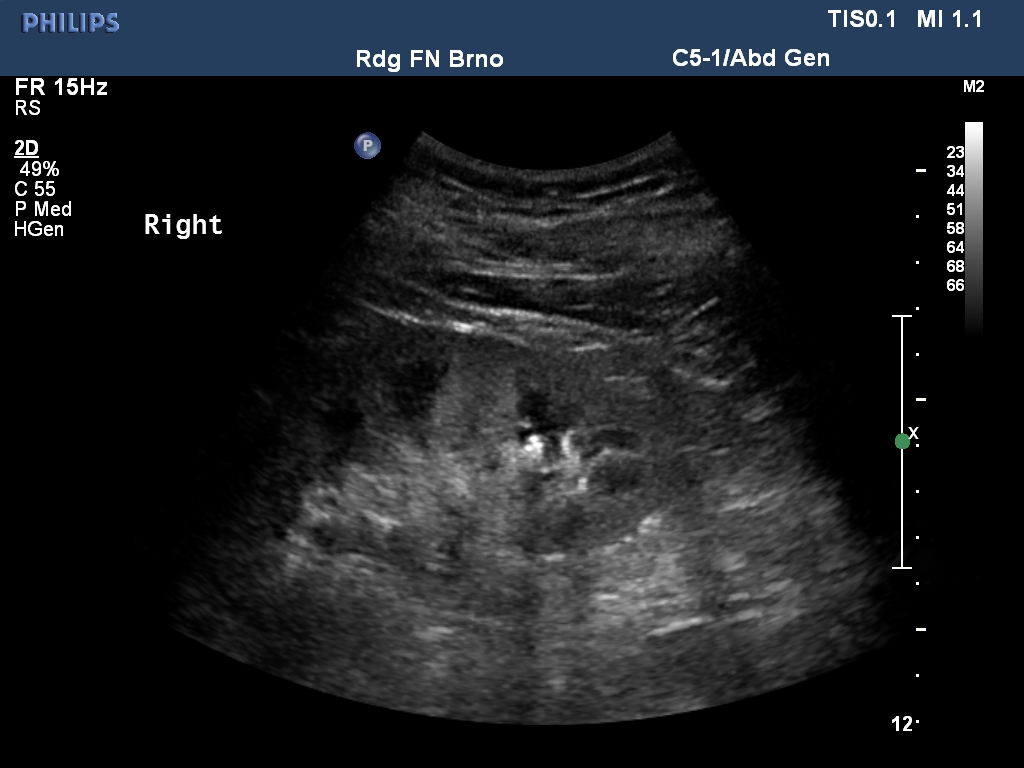 PHILIPS
TIS0.1 MI 1.1
Rdg FN Brno
C5-1/Abd Gen
FR 15Hz
RS
2D
49%
C 55
P Med
HGen
Right
P
M2
23
34
44
51
58
64
68
66
X
12